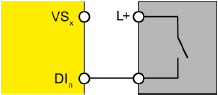 VSₓ L+
DIₙ